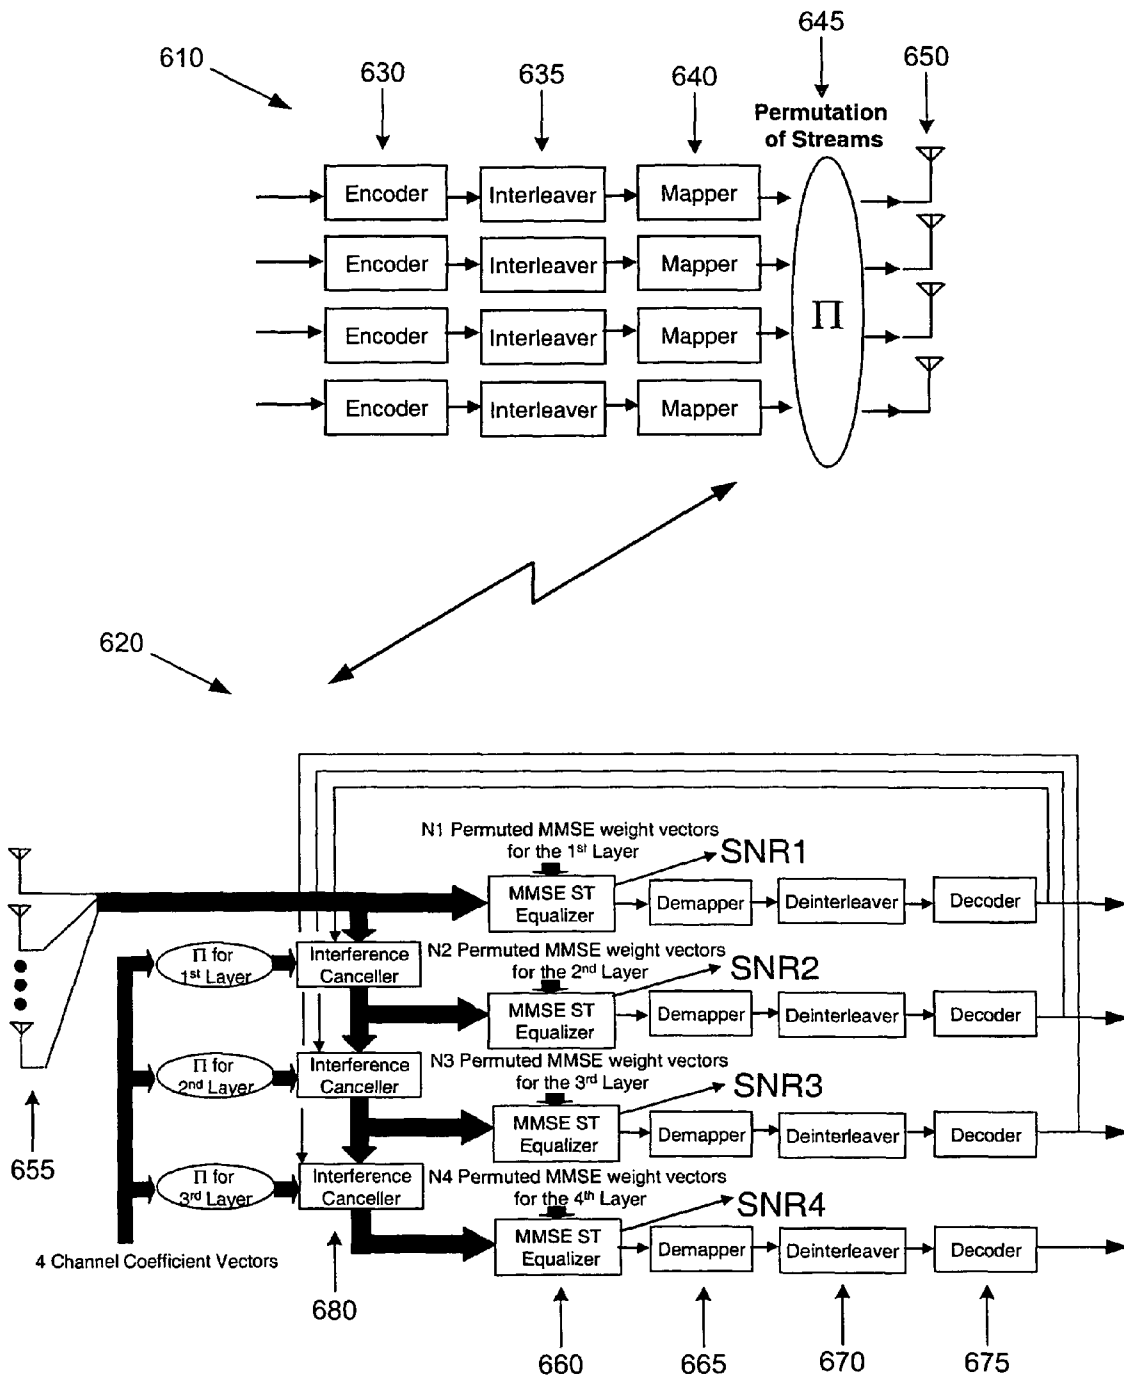 645
610
630
635
640
650
Permutation
of Streams
Encoder
Interleaver
Mapper
Encoder
Interleaver
Mapper
Π
Encoder
Interleaver
Mapper
Encoder
Interleaver
Mapper
620
N1 Permuted MMSE weight vectors
for the 1st Layer
SNR1
MMSE ST
Equalizer
Demapper
Deinterleaver
Decoder
Π for
1st Layer
Interference
Canceller
N2 Permuted MMSE weight vectors
for the 2nd Layer
SNR2
MMSE ST
Equalizer
Demapper
Deinterleaver
Decoder
Π for
2nd Layer
Interference
Canceller
N3 Permuted MMSE weight vectors
for the 3rd Layer
SNR3
MMSE ST
Equalizer
Demapper
Deinterleaver
Decoder
655
Π for
3rd Layer
Interference
Canceller
N4 Permuted MMSE weight vectors
for the 4th Layer
SNR4
MMSE ST
Equalizer
Demapper
Deinterleaver
Decoder
4 Channel Coefficient Vectors
680
660
665
670
675